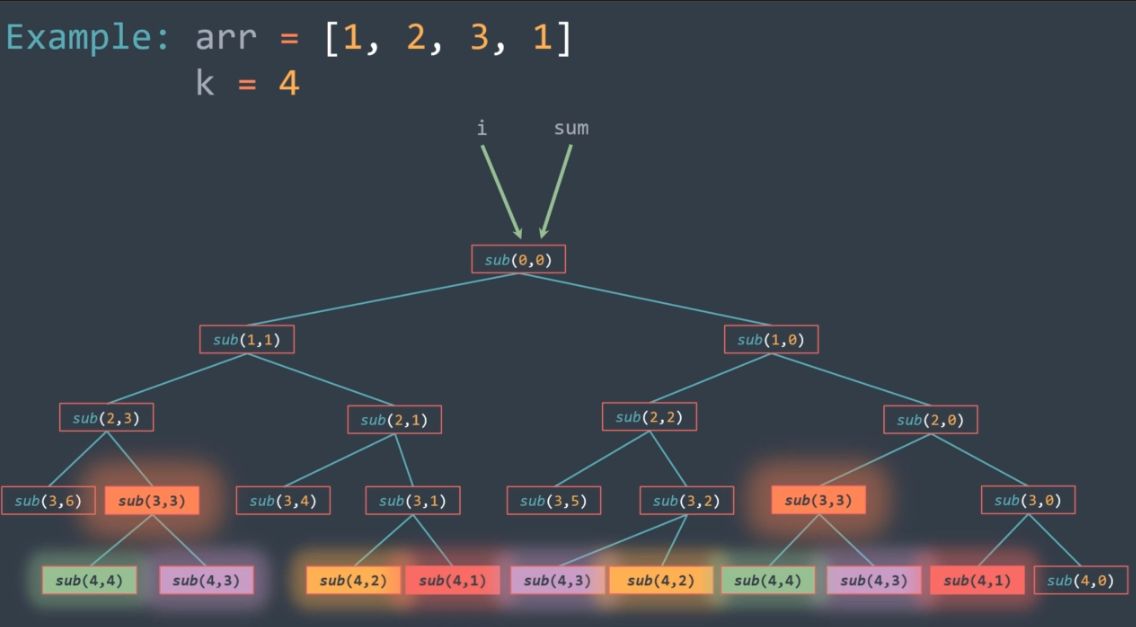 Example: arr = [1, 2, 3, 1]
k = 4
i sum
sub(0,0)
sub(1,1) sub(1,0)
sub(2,3) sub(2,1) sub(2,2) sub(2,0)
sub(3,6) sub(3,3) sub(3,4) sub(3,1) sub(3,5) sub(3,2) sub(3,3) sub(3,0)
sub(4,4) sub(4,3) sub(4,2) sub(4,1) sub(4,3) sub(4,2) sub(4,4) sub(4,3) sub(4,1) sub(4,0)